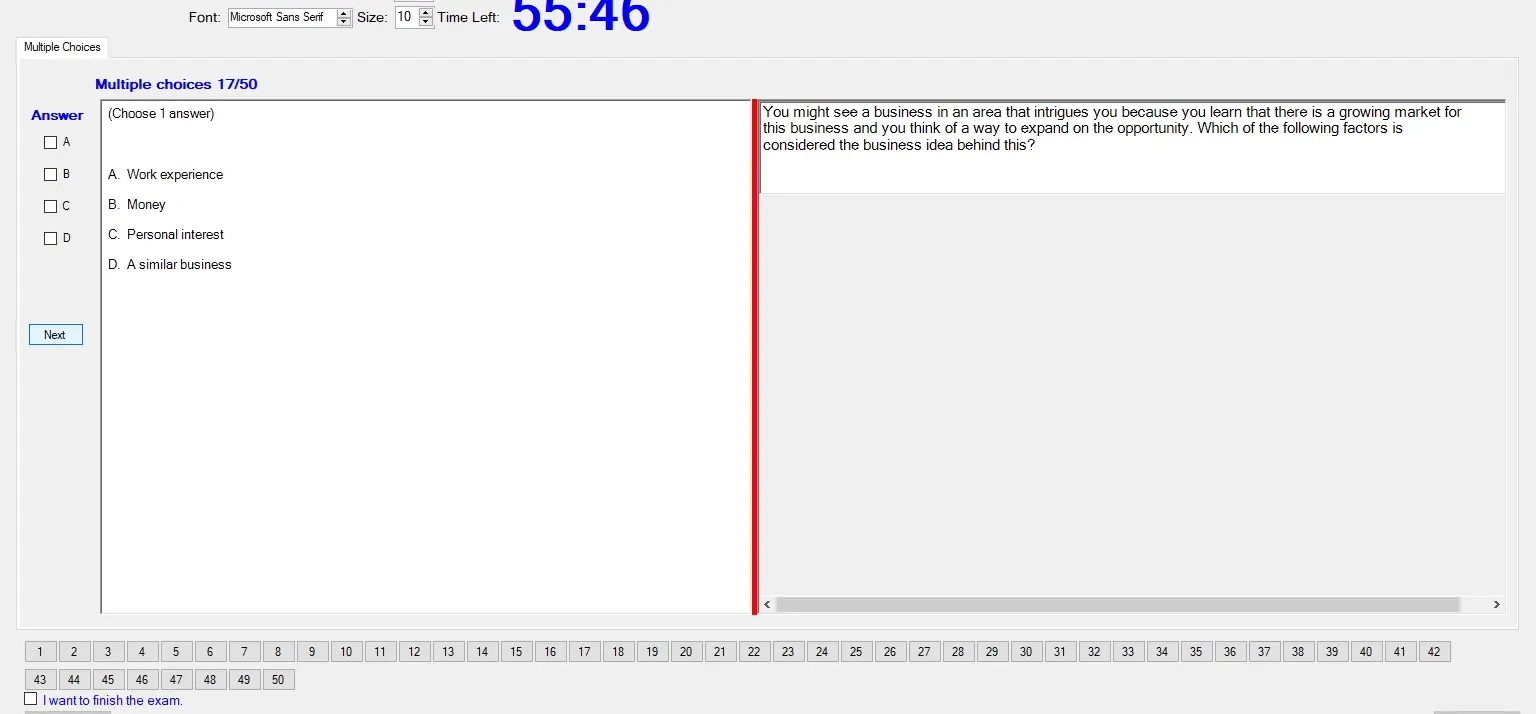 Font: Microsoft Sans Serif Size: 10 Time Left: 55:46
Multiple Choices
Multiple choices 17/50
Answer
A
B
C
D
Next
(Choose 1 answer)
A. Work experience
B. Money
C. Personal interest
D. A similar business
You might see a business in an area that intrigues you because you learn that there is a growing market for
this business and you think of a way to expand on the opportunity. Which of the following factors is
considered the business idea behind this?
1 2 3 4 5 6 7 8 9 10 11 12 13 14 15 16 17 18 19 20 21 22 23 24 25 26 27 28 29 30 31 32 33 34 35 36 37 38 39 40 41 42
43 44 45 46 47 48 49 50
I want to finish the exam.